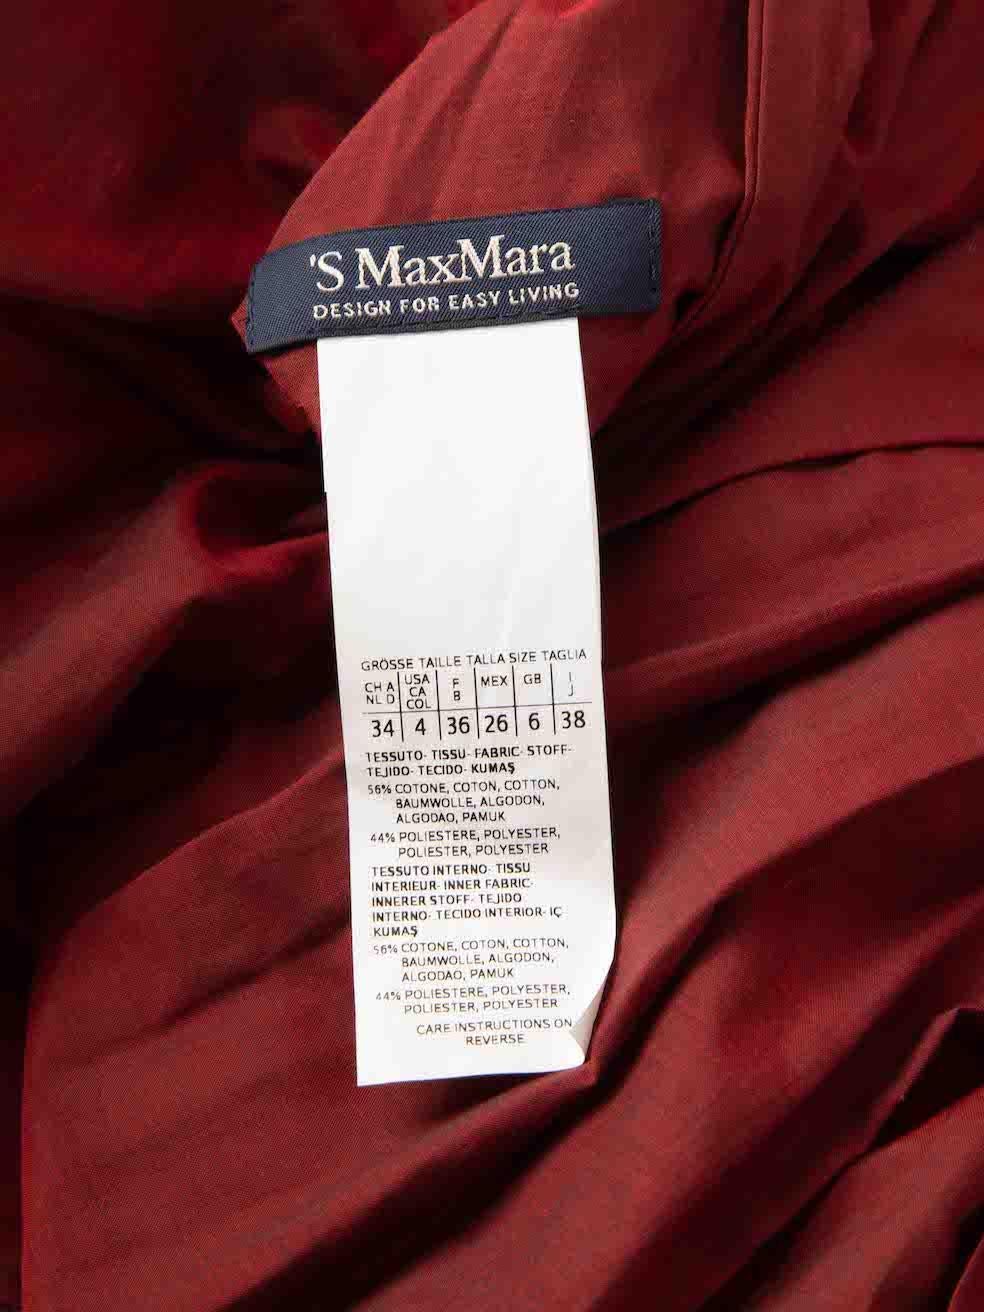 'S MaxMara
DESIGN FOR EASY LIVING
GRÖSSE TAILLE TALLA SIZE TAGLIA
CH A NL D | USA CA COL | F B | MEX | GB | I J
34 | 4 | 36 | 26 | 6 | 38
TESSUTO- TISSU- FABRIC- STOFF-
TEJIDO- TECIDO- KUMAŞ
56% COTONE, COTON, COTTON,
BAUMWOLLE, ALGODON,
ALGODAO, PAMUK
44% POLIESTERE, POLYESTER,
POLIESTER, POLYESTER
TESSUTO INTERNO- TISSU
INTERIEUR- INNER FABRIC-
INNERER STOFF- TEJIDO
INTERNO- TECIDO INTERIOR- IÇ
KUMAŞ
56% COTONE, COTON, COTTON,
BAUMWOLLE, ALGODON,
ALGODAO, PAMUK
44% POLIESTERE, POLYESTER,
POLIESTER, POLYESTER
CARE INSTRUCTIONS ON
REVERSE